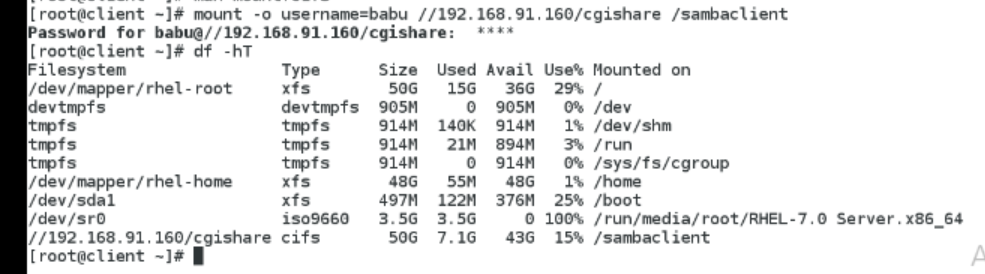 [root@client ~]# mount -o username=babu //192.168.91.160/cgishare /sambaclient
Password for babu@//192.168.91.160/cgishare:  ****
[root@client ~]# df -hT
Filesystem                Type      Size  Used Avail Use% Mounted on
/dev/mapper/rhel-root     xfs        50G   15G   36G  29% /
devtmpfs                  devtmpfs  905M     0  905M   0% /dev
tmpfs                     tmpfs     914M  140K  914M   1% /dev/shm
tmpfs                     tmpfs     914M   21M  894M   3% /run
tmpfs                     tmpfs     914M     0  914M   0% /sys/fs/cgroup
/dev/mapper/rhel-home     xfs        48G   55M   48G   1% /home
/dev/sda1                 xfs       497M  122M  376M  25% /boot
/dev/sr0                  iso9660   3.5G  3.5G     0 100% /run/media/root/RHEL-7.0 Server.x86_64
//192.168.91.160/cgishare cifs       50G  7.1G   43G  15% /sambaclient
[root@client ~]#
A